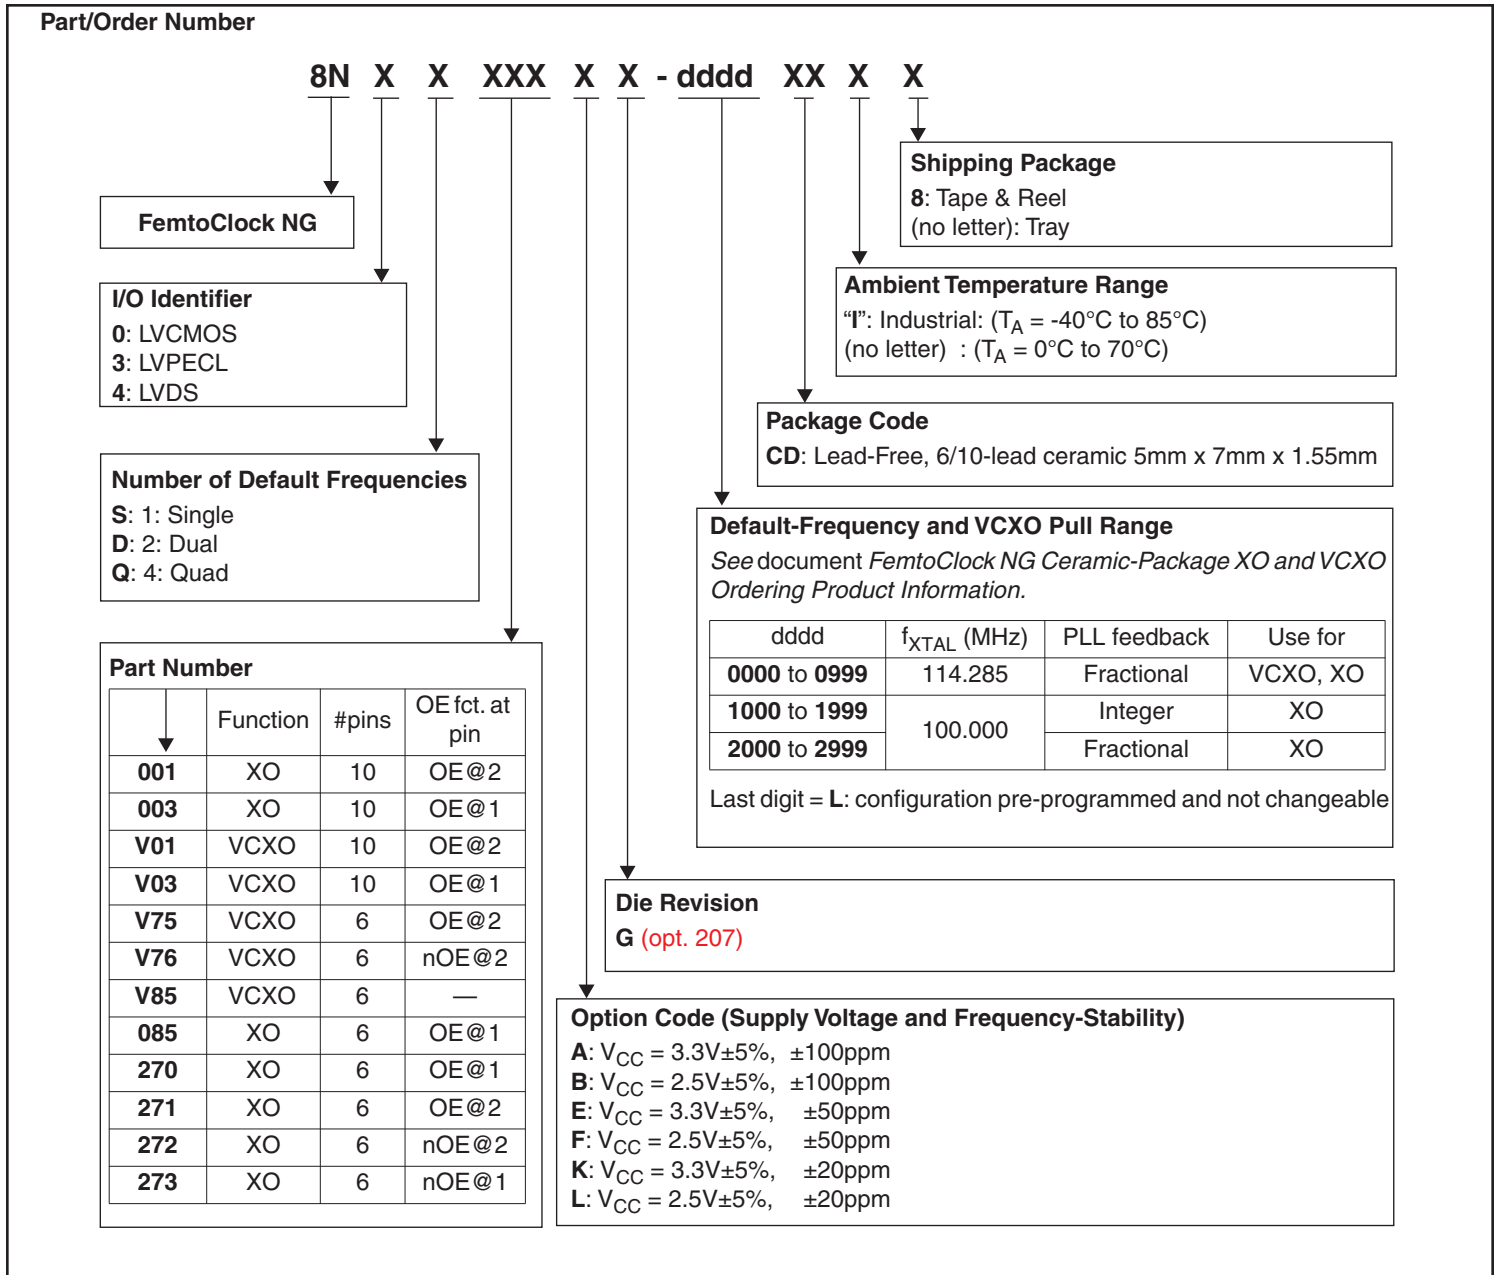 Part/Order Number
8N X X XXX X X - dddd XX X X
Shipping Package
8: Tape & Reel
(no letter): Tray
FemtoClock NG
Ambient Temperature Range
“I”: Industrial: (TA = -40°C to 85°C)
(no letter) : (TA = 0°C to 70°C)
I/O Identifier
0: LVCMOS
3: LVPECL
4: LVDS
Package Code
CD: Lead-Free, 6/10-lead ceramic 5mm x 7mm x 1.55mm
Number of Default Frequencies
S: 1: Single
D: 2: Dual
Q: 4: Quad
Default-Frequency and VCXO Pull Range
See document FemtoClock NG Ceramic-Package XO and VCXO
Ordering Product Information.
dddd fXTAL (MHz) PLL feedback Use for
0000 to 0999 114.285 Fractional VCXO, XO
1000 to 1999 100.000 Integer XO
2000 to 2999 Fractional XO
Last digit = L: configuration pre-programmed and not changeable
Part Number
Function #pins OE fct. at
pin
001 XO 10 OE@2
003 XO 10 OE@1
V01 VCXO 10 OE@2
V03 VCXO 10 OE@1
V75 VCXO 6 OE@2
V76 VCXO 6 nOE@2
V85 VCXO 6 —
085 XO 6 OE@1
270 XO 6 OE@1
271 XO 6 OE@2
272 XO 6 nOE@2
273 XO 6 nOE@1
Die Revision
G (opt. 207)
Option Code (Supply Voltage and Frequency-Stability)
A: VCC = 3.3V±5%, ±100ppm
B: VCC = 2.5V±5%, ±100ppm
E: VCC = 3.3V±5%, ±50ppm
F: VCC = 2.5V±5%, ±50ppm
K: VCC = 3.3V±5%, ±20ppm
L: VCC = 2.5V±5%, ±20ppm